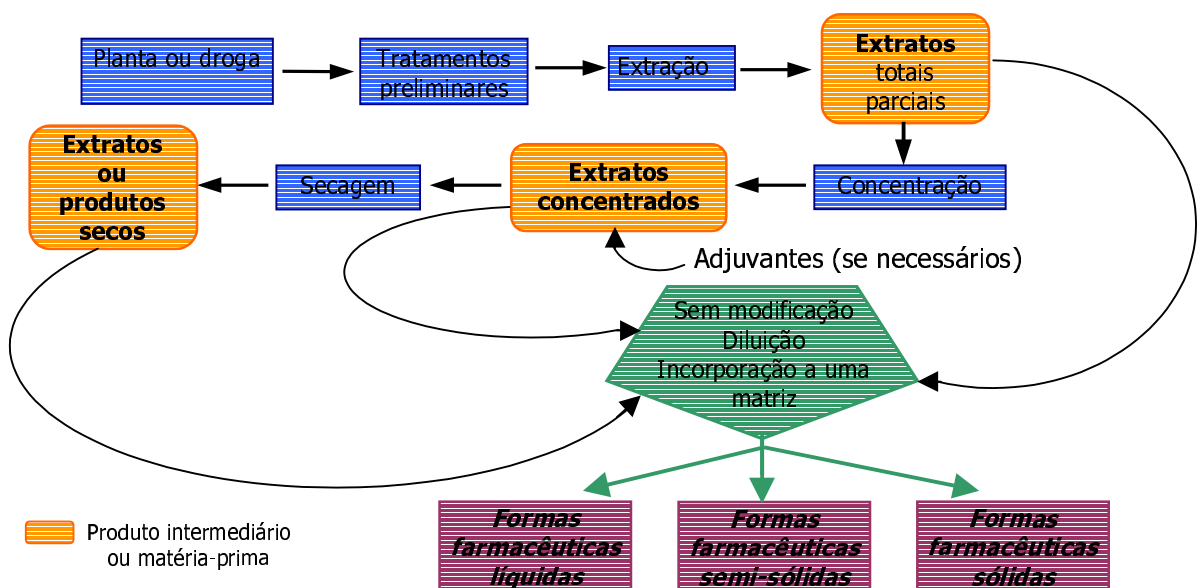 Planta ou droga
Tratamentos
preliminares
Extração
Extratos
totais
parciais
Extratos
ou
produtos
secos
Secagem
Extratos
concentrados
Concentração
Adjuvantes (se necessários)
Sem modificação
Diluição
Incorporação a uma
matriz
Produto intermediário
ou matéria-prima
Formas
farmacêuticas
líquidas
Formas
farmacêuticas
semi-sólidas
Formas
farmacêuticas
sólidas